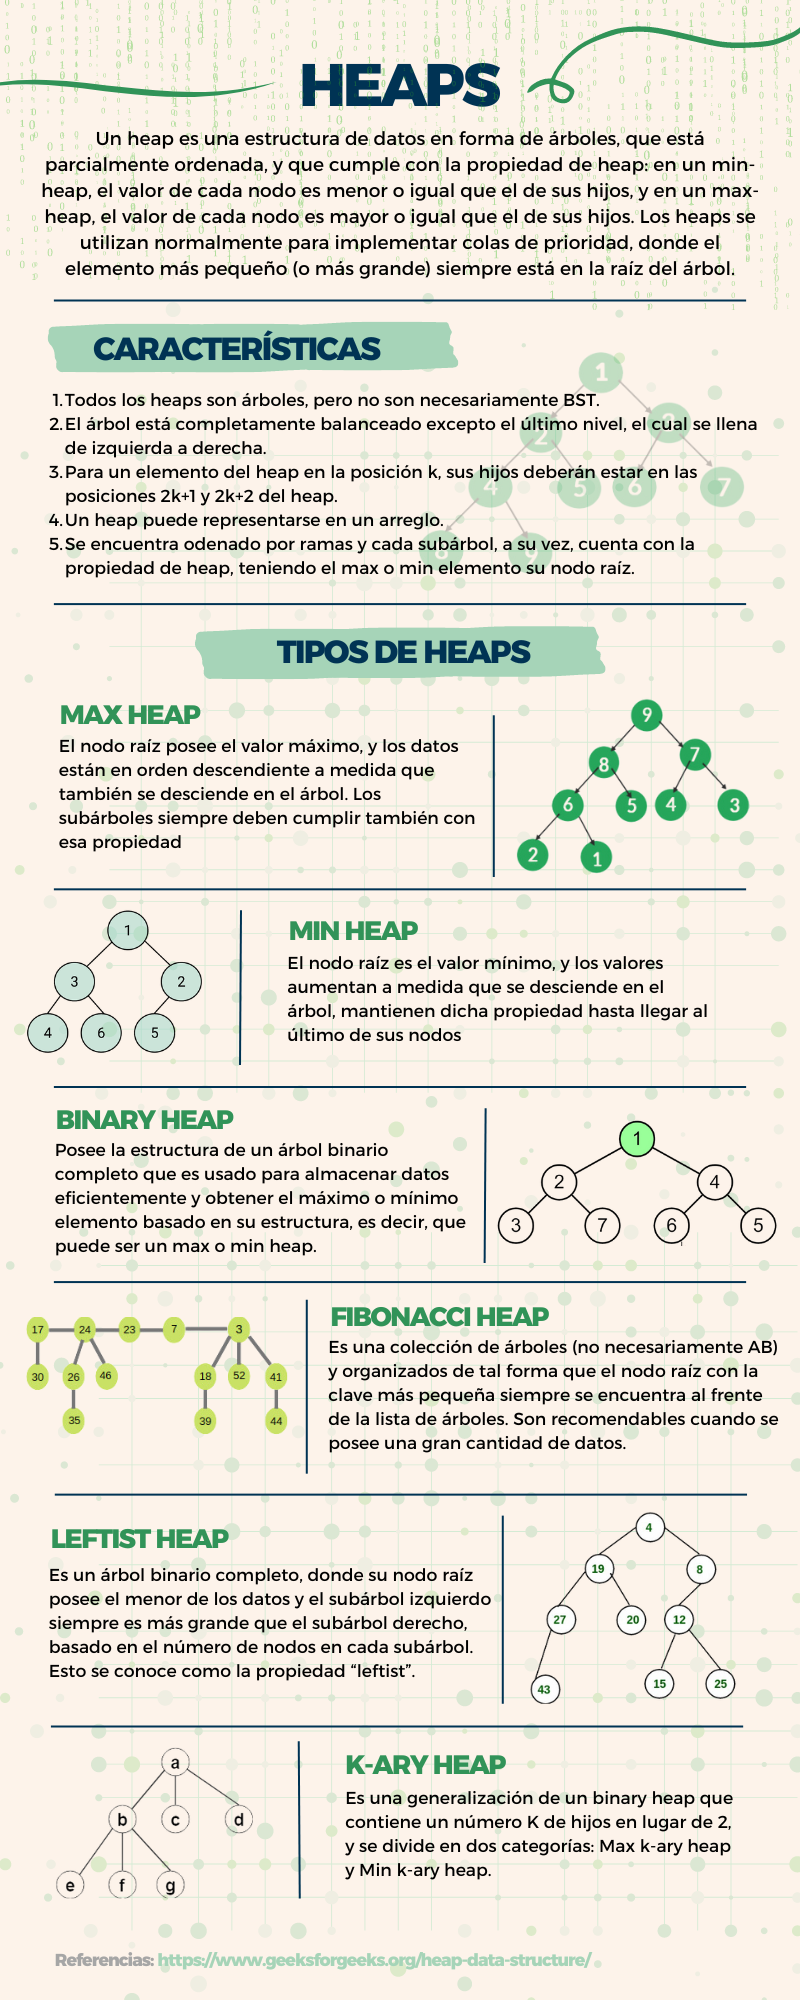 HEAPS
Un heap es una estructura de datos en forma de árboles, que está
parcialmente ordenada, y que cumple con la propiedad de heap: en un min-
heap, el valor de cada nodo es menor o igual que el de sus hijos, y en un max-
heap, el valor de cada nodo es mayor o igual que el de sus hijos. Los heaps se
utilizan normalmente para implementar colas de prioridad, donde el
elemento más pequeño (o más grande) siempre está en la raíz del árbol.
CARACTERÍSTICAS
1. Todos los heaps son árboles, pero no son necesariamente BST.
2. El árbol está completamente balanceado excepto el último nivel, el cual se llena
de izquierda a derecha.
3. Para un elemento del heap en la posición k, sus hijos deberán estar en las
posiciones 2k+1 y 2k+2 del heap.
4. Un heap puede representarse en un arreglo.
5. Se encuentra odenado por ramas y cada subárbol, a su vez, cuenta con la
propiedad de heap, teniendo el max o min elemento su nodo raíz.
1
2 3
4 5 6 7
8 9
TIPOS DE HEAPS
MAX HEAP
El nodo raíz posee el valor máximo, y los datos
están en orden descendiente a medida que
también se desciende en el árbol. Los
subárboles siempre deben cumplir también con
esa propiedad
9
8 7
6 5 4 3
2 1
1
3 2
4 6 5
MIN HEAP
El nodo raíz es el valor mínimo, y los valores
aumentan a medida que se desciende en el
árbol, mantienen dicha propiedad hasta llegar al
último de sus nodos
BINARY HEAP
Posee la estructura de un árbol binario
completo que es usado para almacenar datos
eficientemente y obtener el máximo o mínimo
elemento basado en su estructura, es decir, que
puede ser un max o min heap.
1
2 4
3 7 6 5
17 24 23 7 3
30 26 46 18 52 41
35 39 44
FIBONACCI HEAP
Es una colección de árboles (no necesariamente AB)
y organizados de tal forma que el nodo raíz con la
clave más pequeña siempre se encuentra al frente
de la lista de árboles. Son recomendables cuando se
posee una gran cantidad de datos.
LEFTIST HEAP
Es un árbol binario completo, donde su nodo raíz
posee el menor de los datos y el subárbol izquierdo
siempre es más grande que el subárbol derecho,
basado en el número de nodos en cada subárbol.
Esto se conoce como la propiedad “leftist”.
4
19 8
27 20 12
43 15 25
a
b c d
e f g
K-ARY HEAP
Es una generalización de un binary heap que
contiene un número K de hijos en lugar de 2,
y se divide en dos categorías: Max k-ary heap
y Min k-ary heap.
Referencias: https://www.geeksforgeeks.org/heap-data-structure/